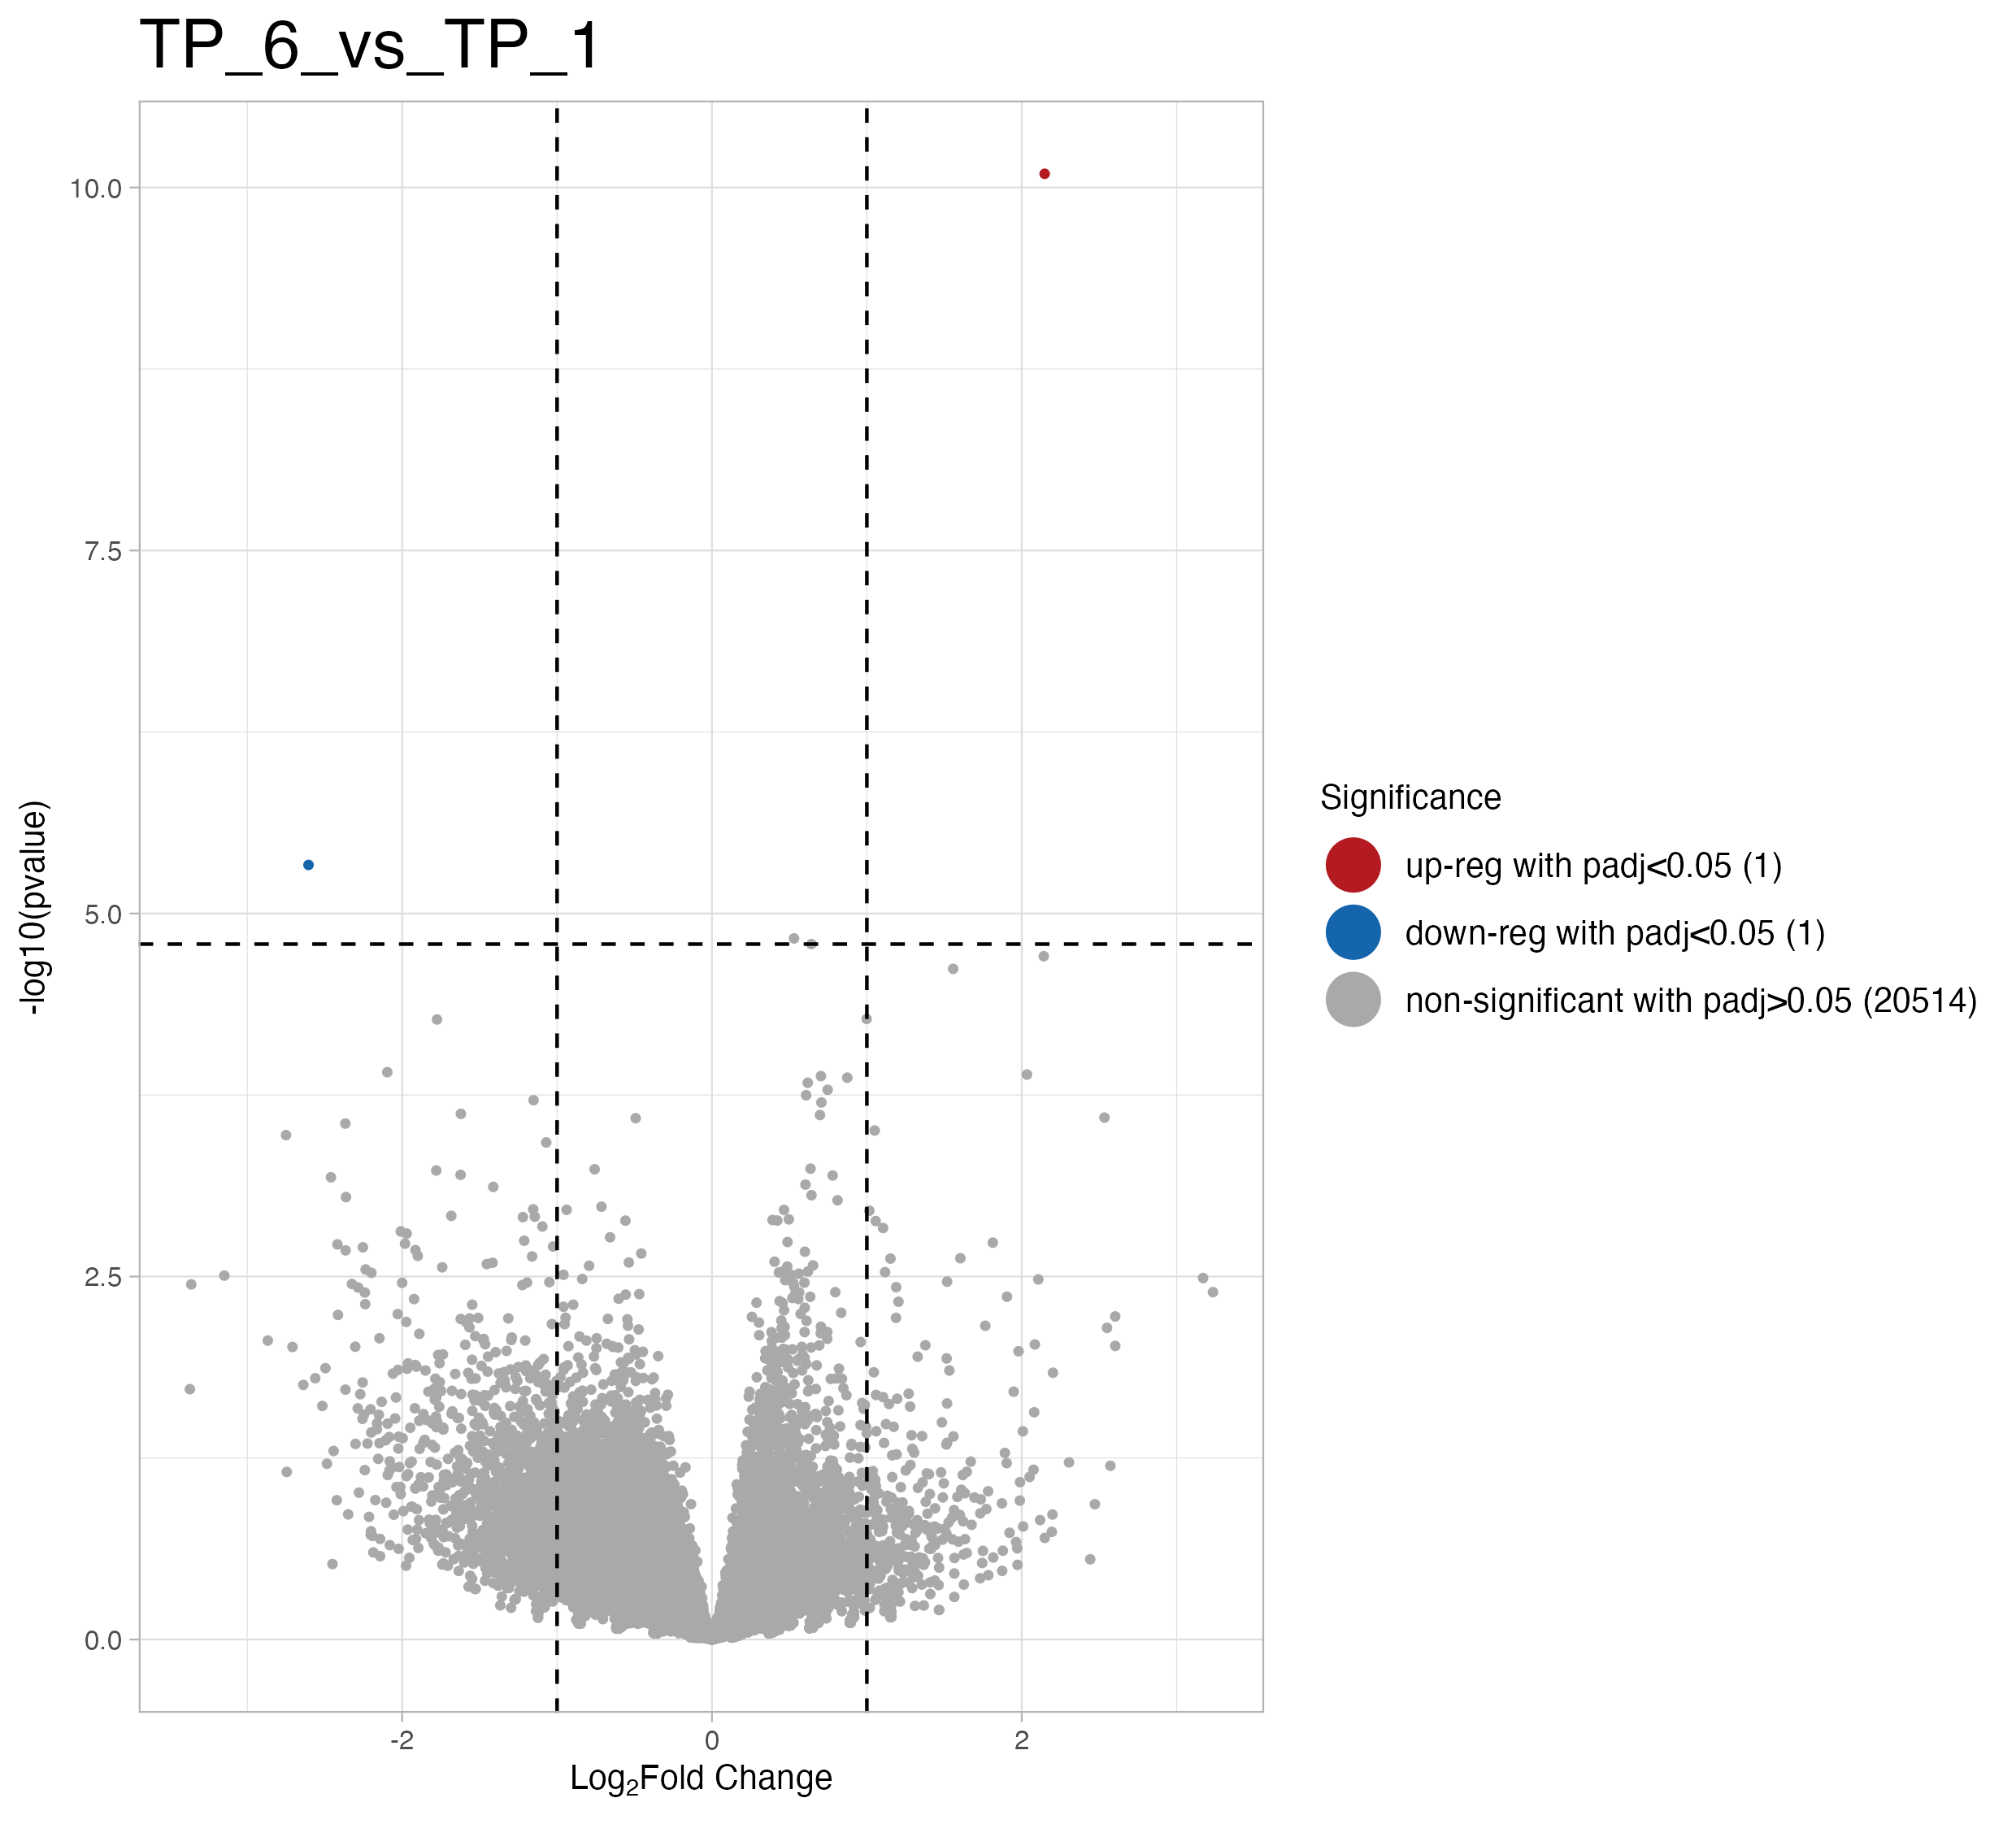 TP_6_vs_TP_1
10.0
7.5
5.0
2.5
0.0
-log10(pvalue)
-2
0
2
Log₂Fold Change
Significance
up-reg with padj<0.05 (1)
down-reg with padj<0.05 (1)
non-significant with padj>0.05 (20514)